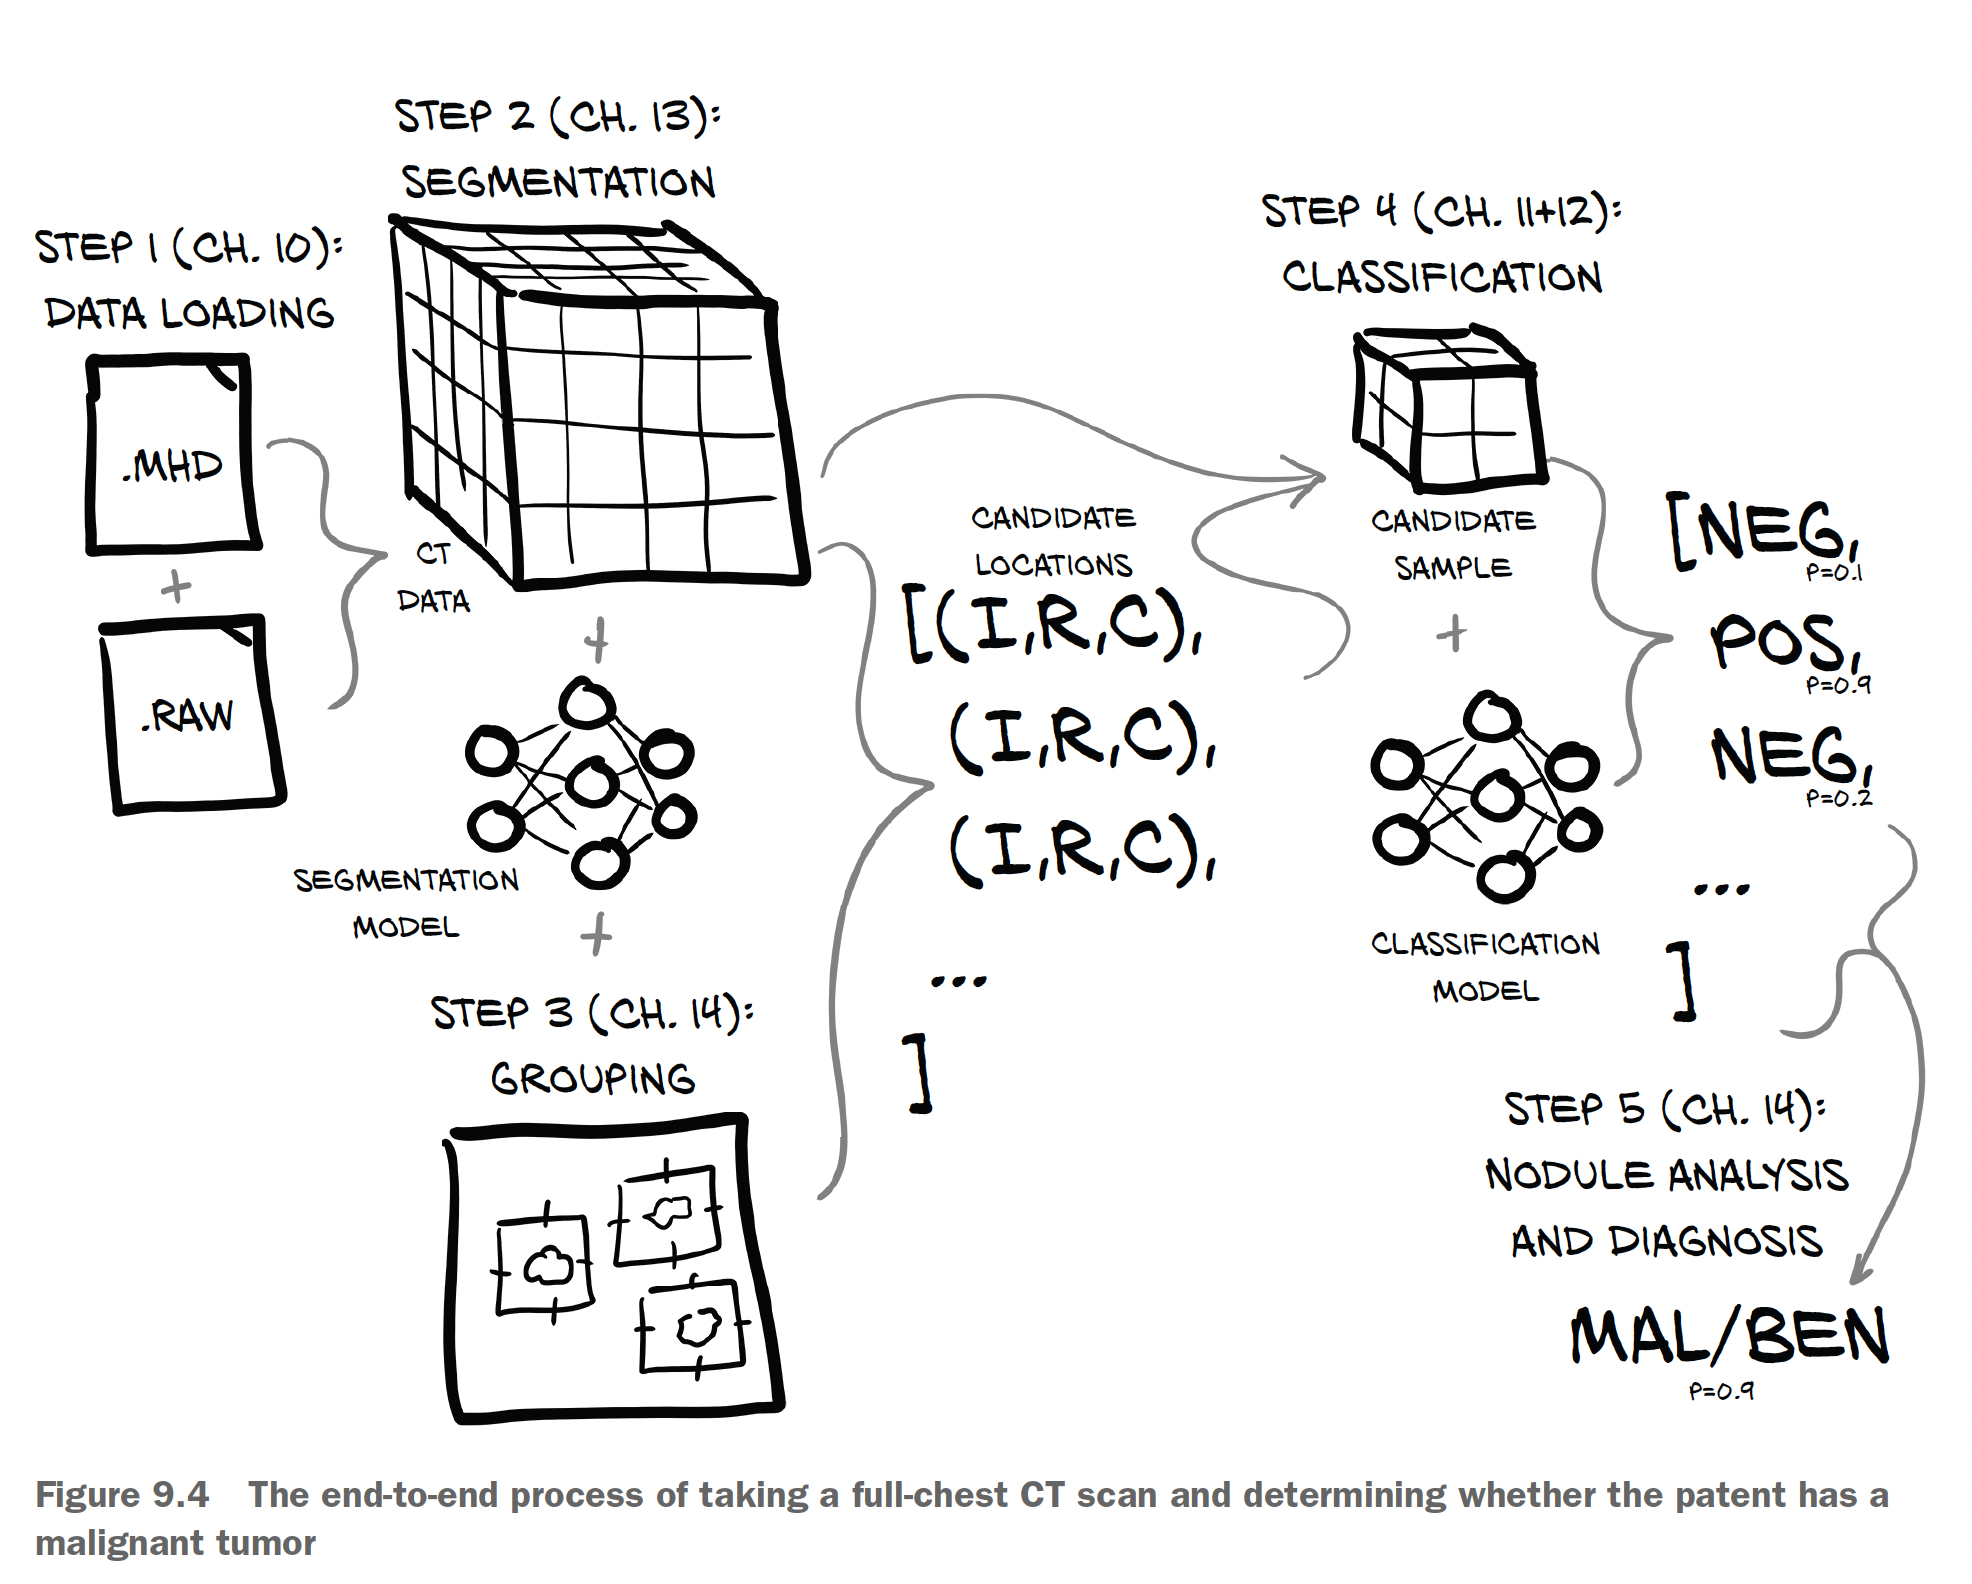 STEP 1 (CH. 10):
DATA LOADING
.MHD
+
.RAW
STEP 2 (CH. 13):
SEGMENTATION
CT
DATA
+
SEGMENTATION
MODEL
+
STEP 3 (CH. 14):
GROUPING
CANDIDATE
LOCATIONS
[(I,R,C),
(I,R,C),
(I,R,C),
...
]
STEP 4 (CH. 11+12):
CLASSIFICATION
CANDIDATE
SAMPLE
+
CLASSIFICATION
MODEL
[NEG,
P=0.1
POS,
P=0.9
NEG,
P=0.2
...
]
STEP 5 (CH. 14):
NODULE ANALYSIS
AND DIAGNOSIS
MAL/BEN
P=0.9
Figure 9.4 The end-to-end process of taking a full-chest CT scan and determining whether the patent has a
malignant tumor